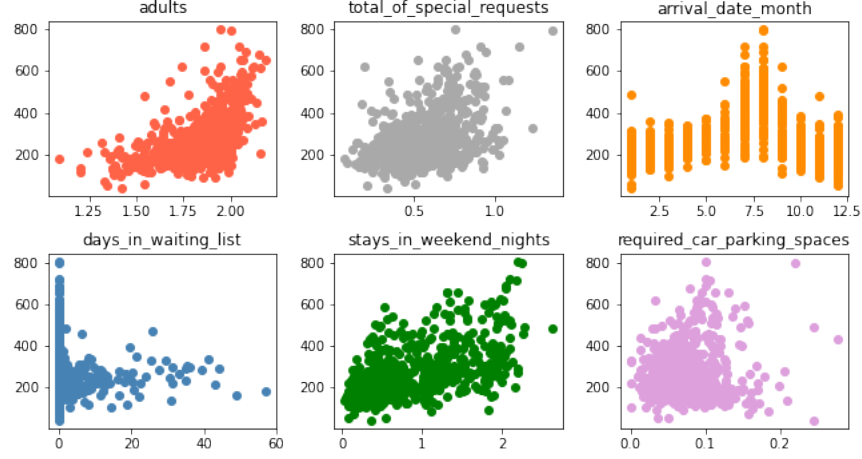 adults
total_of_special_requests
arrival_date_month
800
600
400
200
1.25 1.50 1.75 2.00
800
600
400
200
0.5 1.0
800
600
400
200
2.5 5.0 7.5 10.0 12.5
days_in_waiting_list
stays_in_weekend_nights
required_car_parking_spaces
800
600
400
200
0 20 40 60
800
600
400
200
0 1 2
800
600
400
200
0.0 0.1 0.2